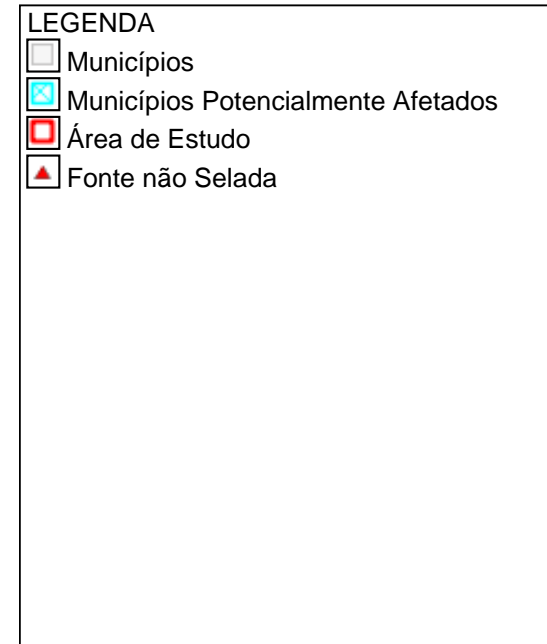 LEGENDA
Municípios
Municípios Potencialmente Afetados
Área de Estudo
Fonte não Selada